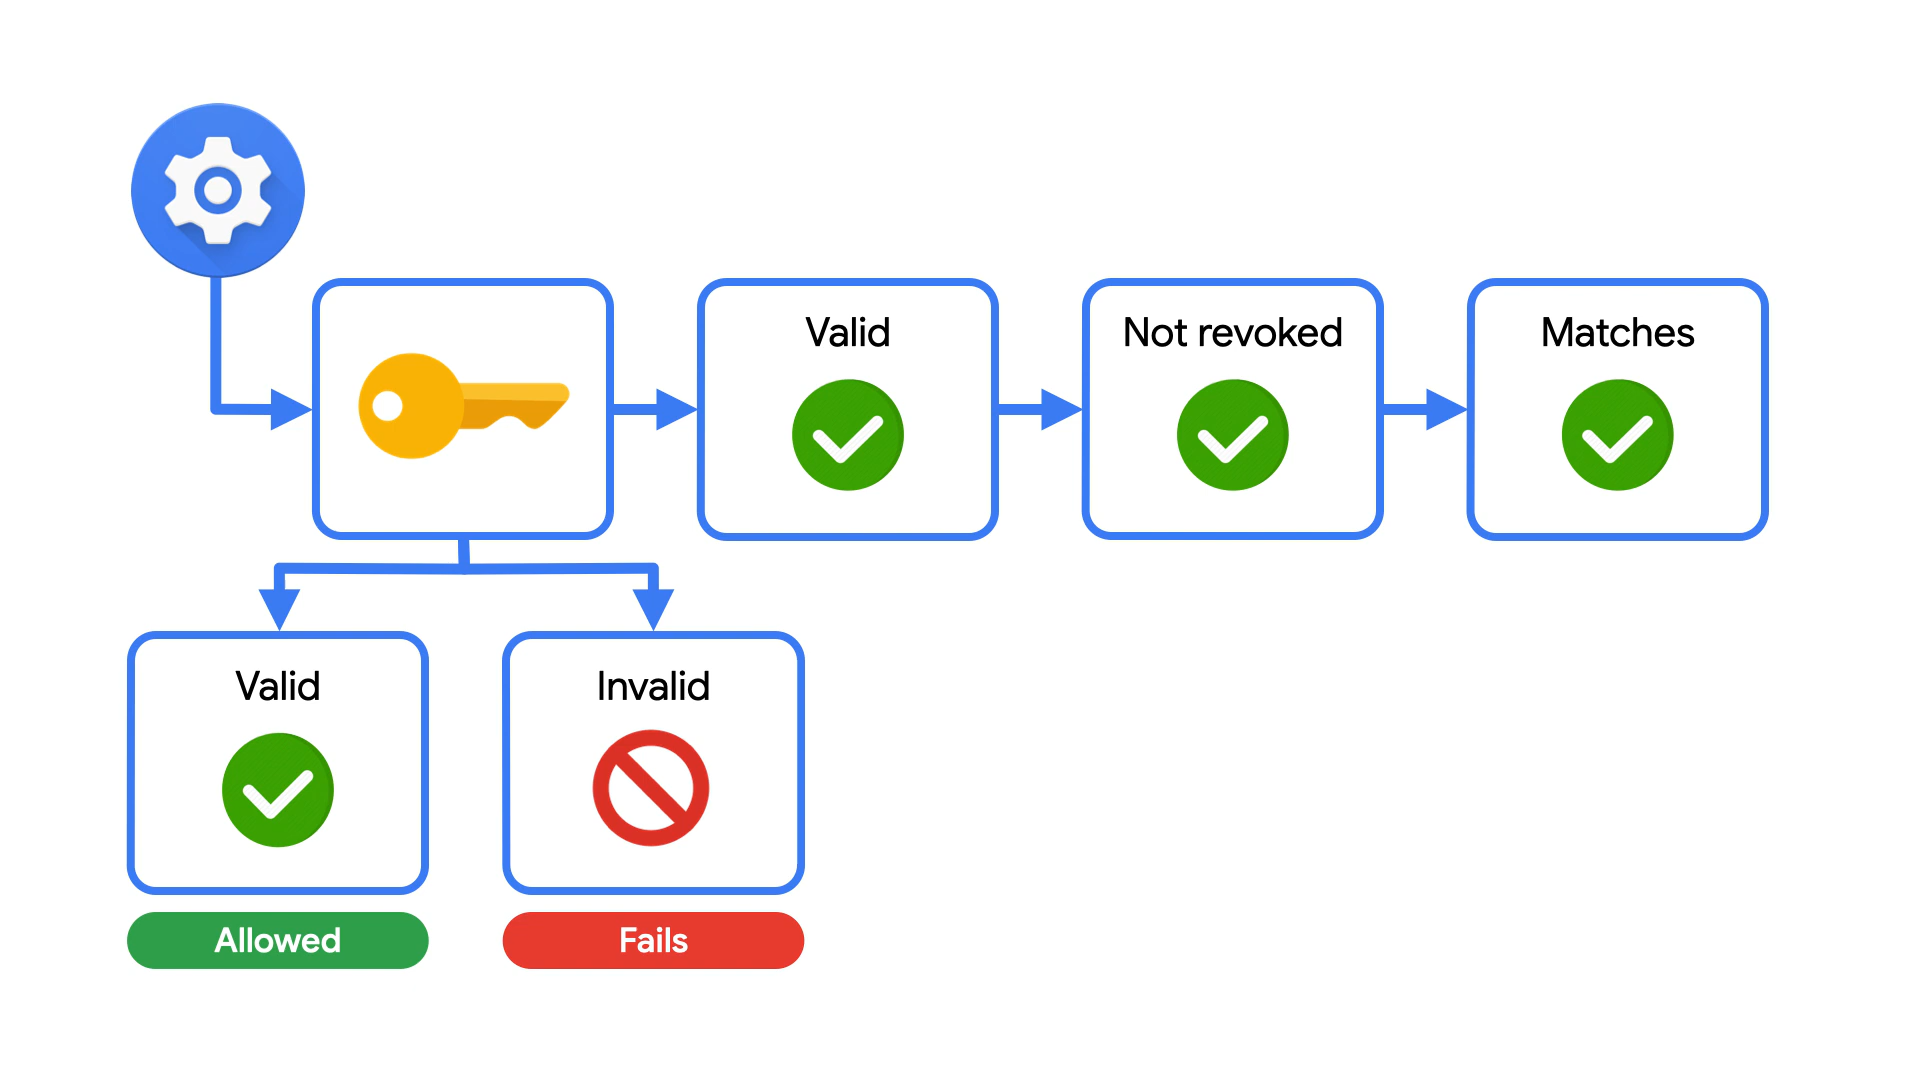 Valid
Not revoked
Matches
Valid
Invalid
Allowed
Fails